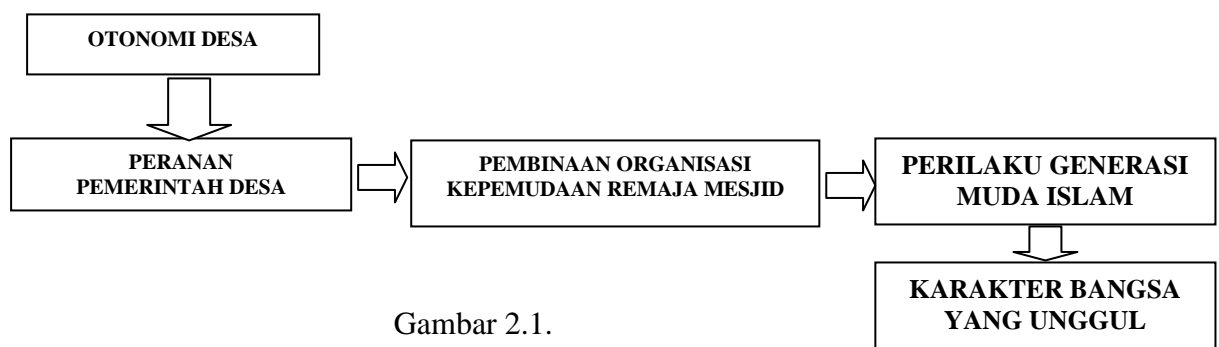 OTONOMI DESA
PERANAN
PEMERINTAH DESA
PEMBINAAN ORGANISASI
KEPEMUDAAN REMAJA MESJID
PERILAKU GENERASI
MUDA ISLAM
KARAKTER BANGSA
YANG UNGGUL
Gambar 2.1.